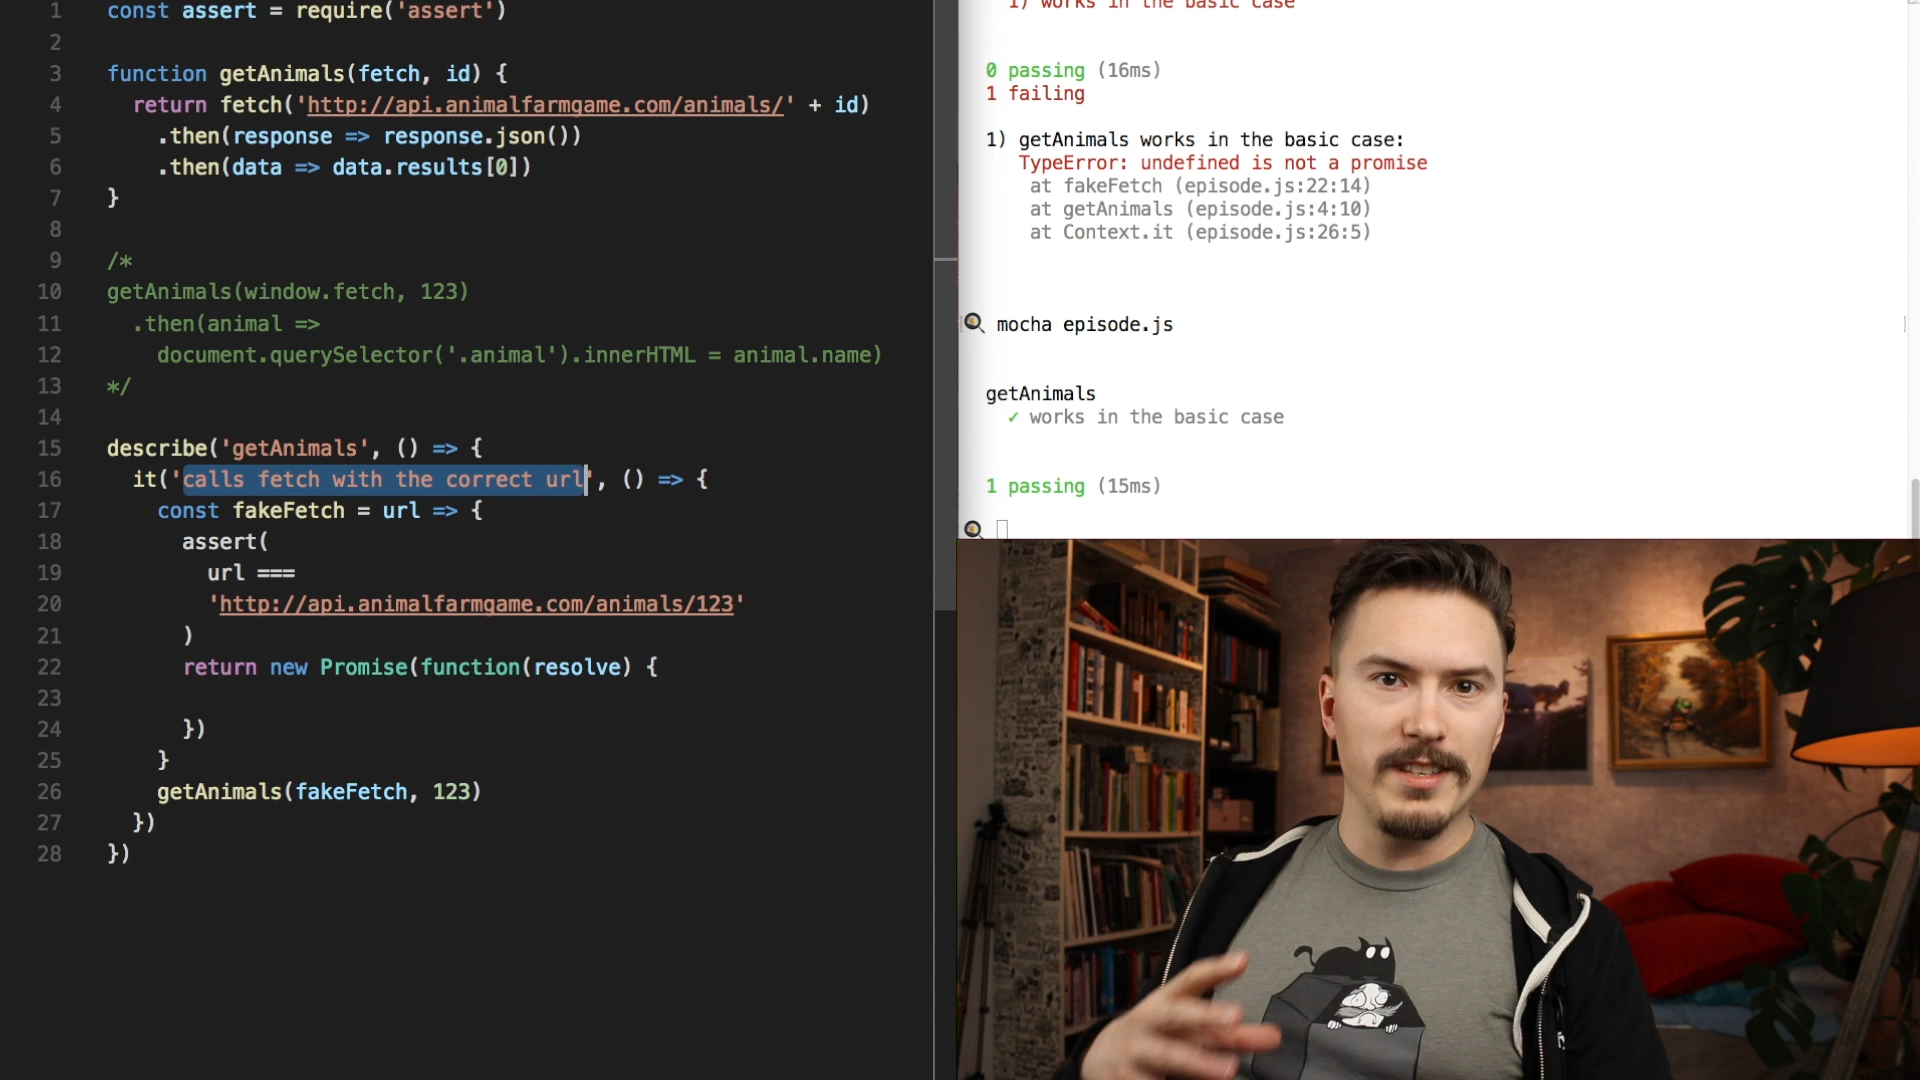 1 const assert = require('assert')
2
3 function getAnimals(fetch, id) {
4 return fetch('http://api.animalfarmgame.com/animals/' + id)
5 .then(response => response.json())
6 .then(data => data.results[0])
7 }
8
9 /*
10 getAnimals(window.fetch, 123)
11 .then(animal =>
12 document.querySelector('.animal').innerHTML = animal.name)
13 */
14
15 describe('getAnimals', () => {
16 it('calls fetch with the correct url', () => {
17 const fakeFetch = url => {
18 assert(
19 url ===
20 'http://api.animalfarmgame.com/animals/123'
21 )
22 return new Promise(function(resolve) {
23
24 })
25 }
26 getAnimals(fakeFetch, 123)
27 })
28 })
1) works in the basic case
0 passing (16ms)
1 failing
1) getAnimals works in the basic case:
TypeError: undefined is not a promise
at fakeFetch (episode.js:22:14)
at getAnimals (episode.js:4:10)
at Context.it (episode.js:26:5)
mocha episode.js
getAnimals
✓ works in the basic case
1 passing (15ms)